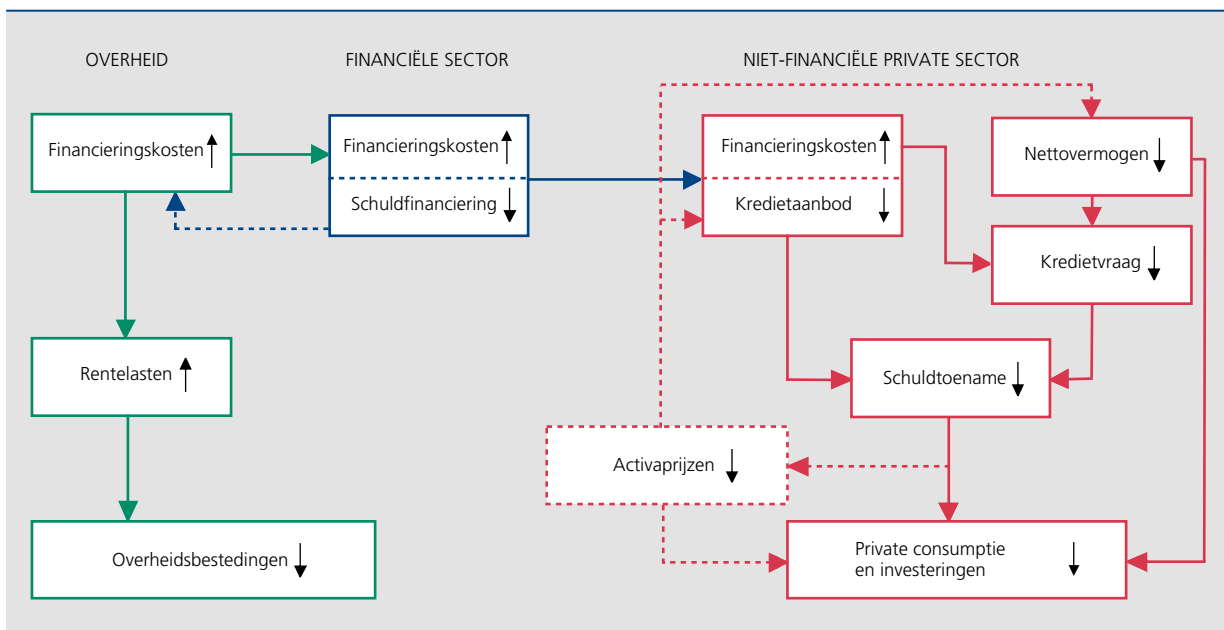 OVERHEID
FINANCIËLE SECTOR
NIET-FINANCIËLE PRIVATE SECTOR
Financieringskosten
Financieringskosten
Schuldfinanciering
Financieringskosten
Kredietaanbod
Nettovermogen
Kredietvraag
Rentelasten
Schuldtoename
Activaprijzen
Overheidsbestedingen
Private consumptie
en investeringen